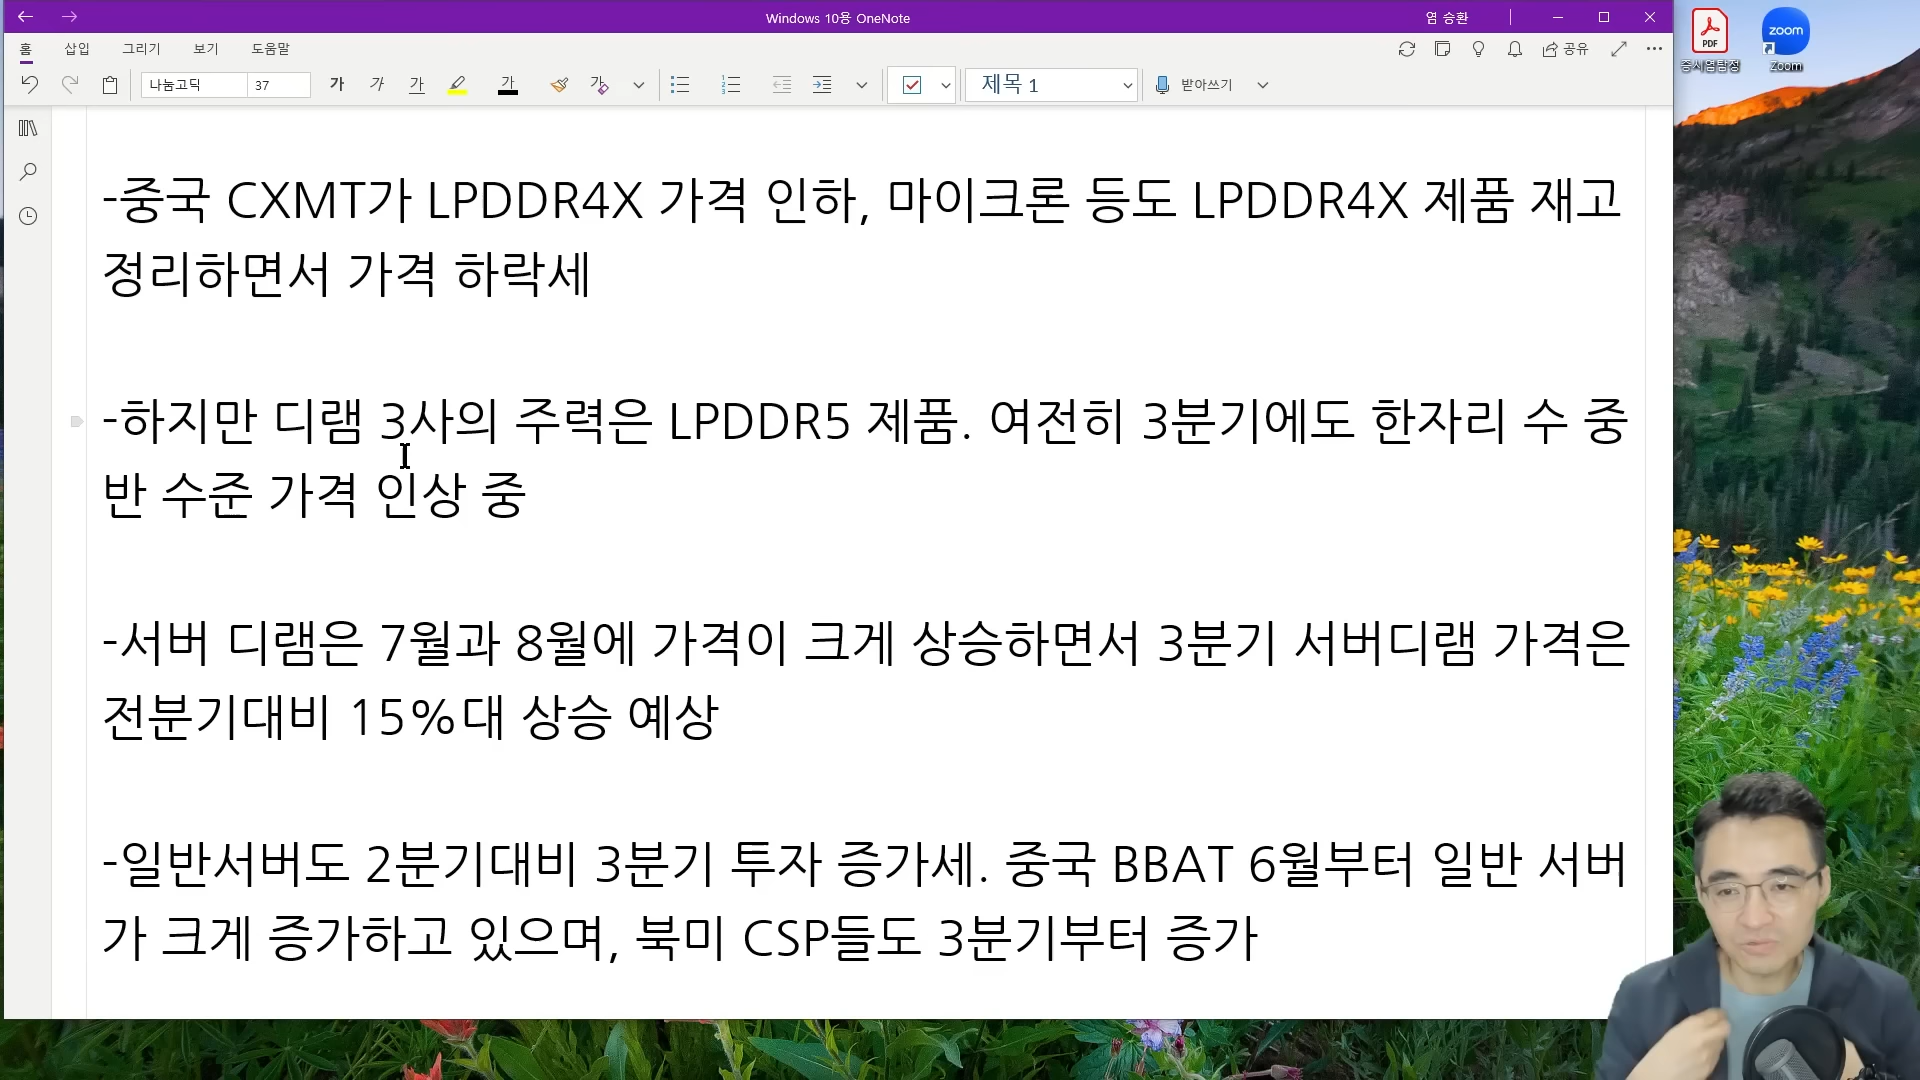 Windows 10용 OneNote
염 승환
홈 삽입 그리기 보기 도움말
공유
나눔고딕 37 가 가 가 가 제목 1 받아쓰기
-중국 CXMT가 LPDDR4X 가격 인하, 마이크론 등도 LPDDR4X 제품 재고
정리하면서 가격 하락세
-하지만 디램 3사의 주력은 LPDDR5 제품. 여전히 3분기에도 한자리 수 중
반 수준 가격 인상 중
-서버 디램은 7월과 8월에 가격이 크게 상승하면서 3분기 서버디램 가격은
전분기대비 15%대 상승 예상
-일반서버도 2분기대비 3분기 투자 증가세. 중국 BBAT 6월부터 일반 서버
가 크게 증가하고 있으며, 북미 CSP들도 3분기부터 증가
PDF
zoom
Zoom